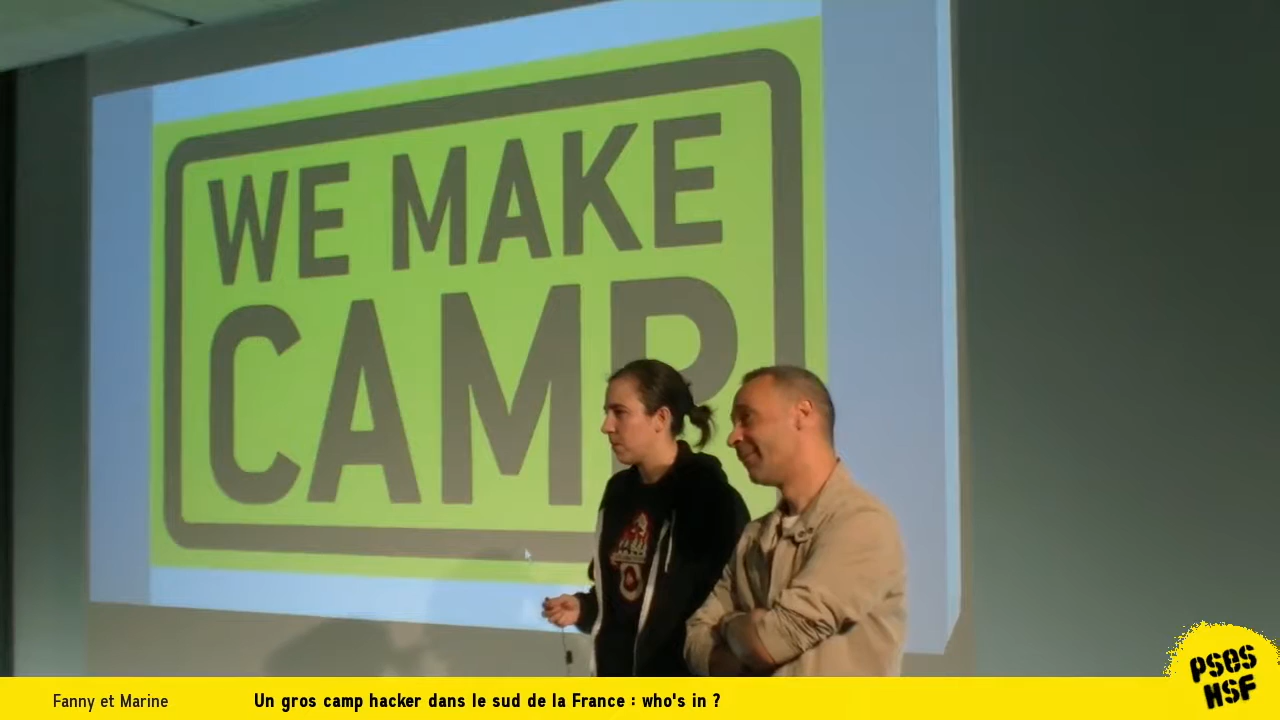 WE MAKE
CAMP
Fanny et Marine
Un gros camp hacker dans le sud de la France : who's in ?
PSES
HSF